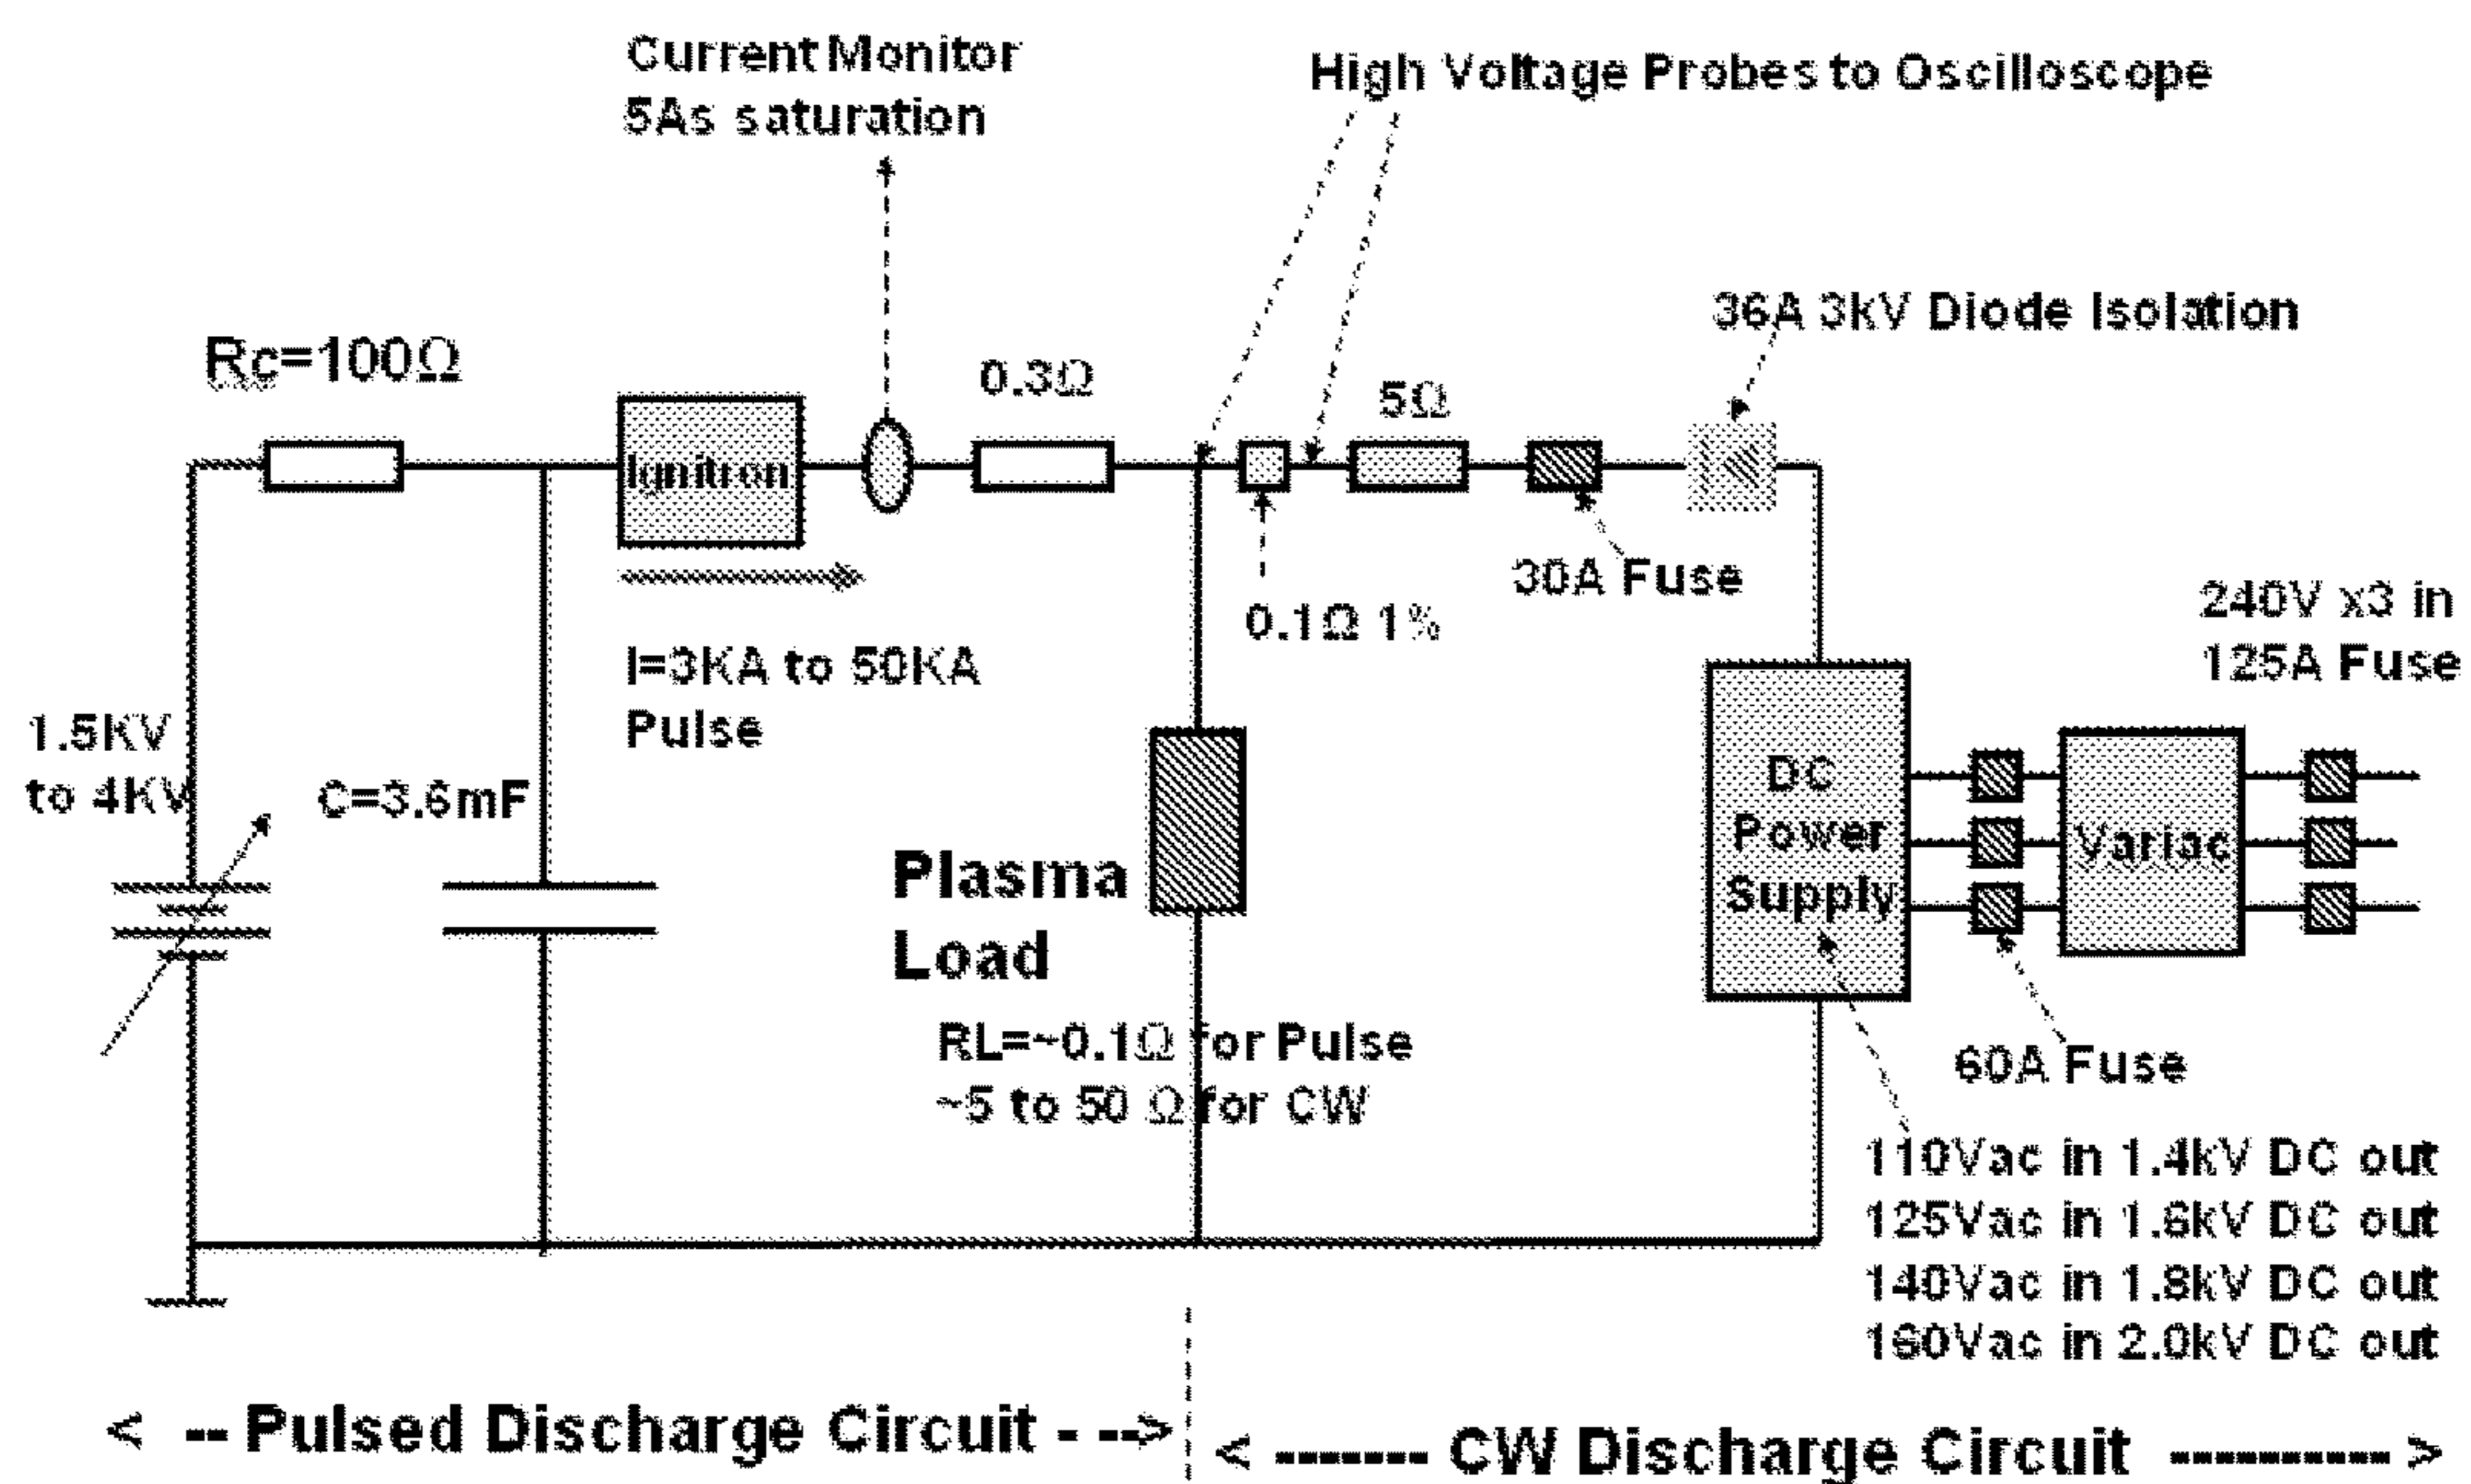 Current Monitor
5As saturation
High Voltage Probes to Oscilloscope
36A 3kV Diode Isolation
Rc=100Ω
0.3Ω
5Ω
Ignitron
30A Fuse
0.1Ω 1%
240V x3 in
125A Fuse
I=3KA to 50KA
Pulse
1.5KV
to 4KV
C=3.6mF
DC
Power
Supply
Variac
Plasma
Load
RL=~0.1Ω for Pulse
~5 to 50 Ω for CW
60A Fuse
110Vac in 1.4kV DC out
125Vac in 1.6kV DC out
140Vac in 1.8kV DC out
160Vac in 2.0kV DC out
< -- Pulsed Discharge Circuit - -->
< ------- CW Discharge Circuit ---------- >